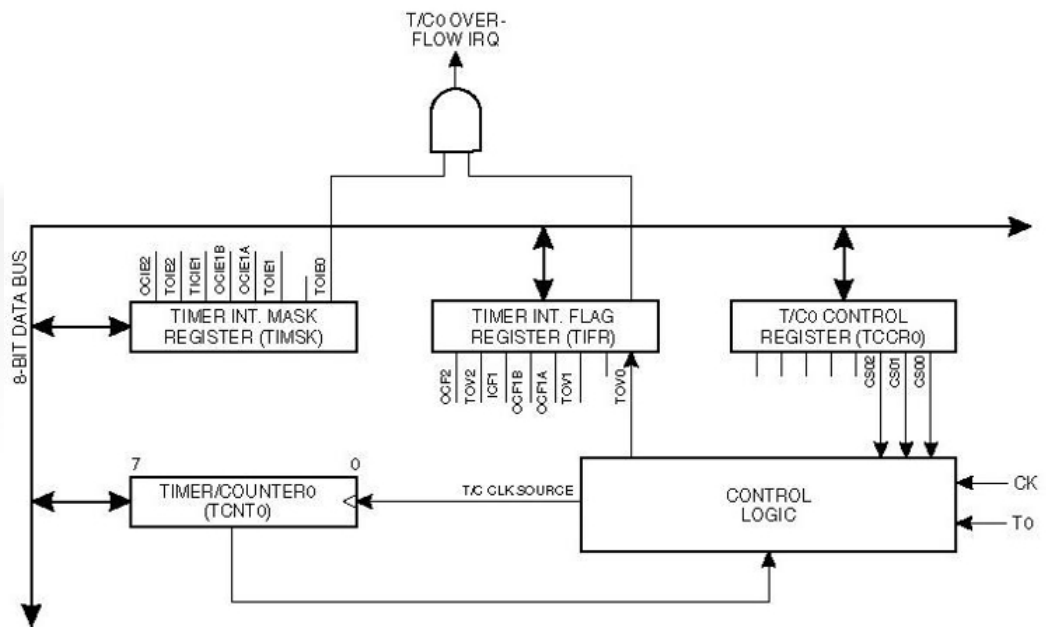 T/C0 OVER-
FLOW IRQ
8-BIT DATA BUS
OCIE2
TOIE2
TICIE1
OCIE1B
OCIE1A
TOIE1
TOIE0
TIMER INT. MASK
REGISTER (TIMSK)
TIMER INT. FLAG
REGISTER (TIFR)
T/C0 CONTROL
REGISTER (TCCR0)
OCF2
TOV2
ICF1
OCF1B
OCF1A
TOV1
TOV0
CS02
CS01
CS00
7
0
TIMER/COUNTER0
(TCNT0)
T/C CLK SOURCE
CONTROL
LOGIC
CK
T0